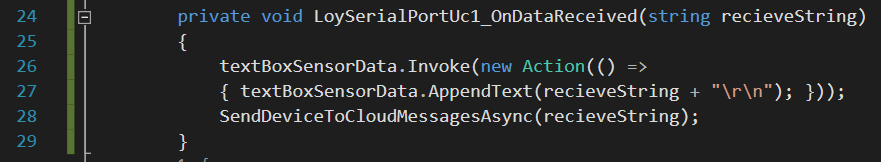 24 private void LoySerialPortUc1_OnDataReceived(string recieveString)
25 {
26 textBoxSensorData.Invoke(new Action(() =>
27 { textBoxSensorData.AppendText(recieveString + "\r\n"); }));
28 SendDeviceToCloudMessagesAsync(recieveString);
29 }